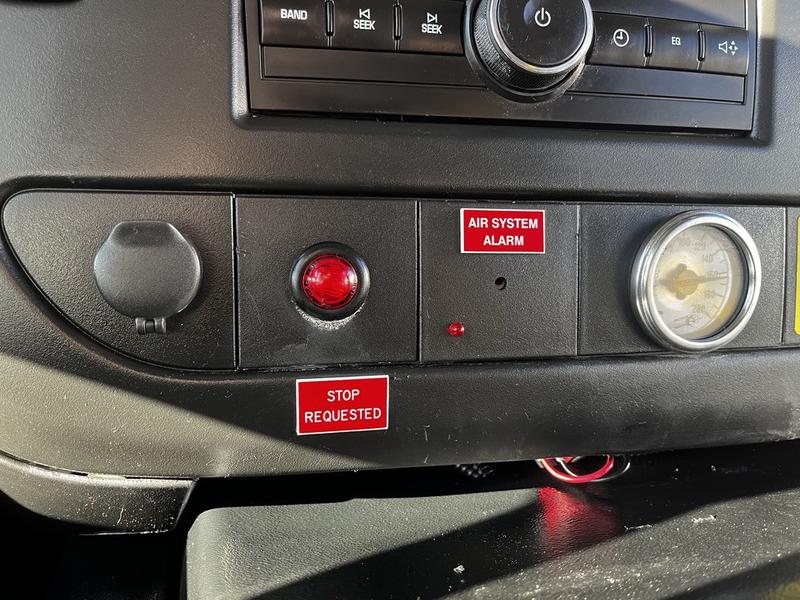 BAND
SEEK
SEEK
EQ
AIR SYSTEM
ALARM
STOP
REQUESTED